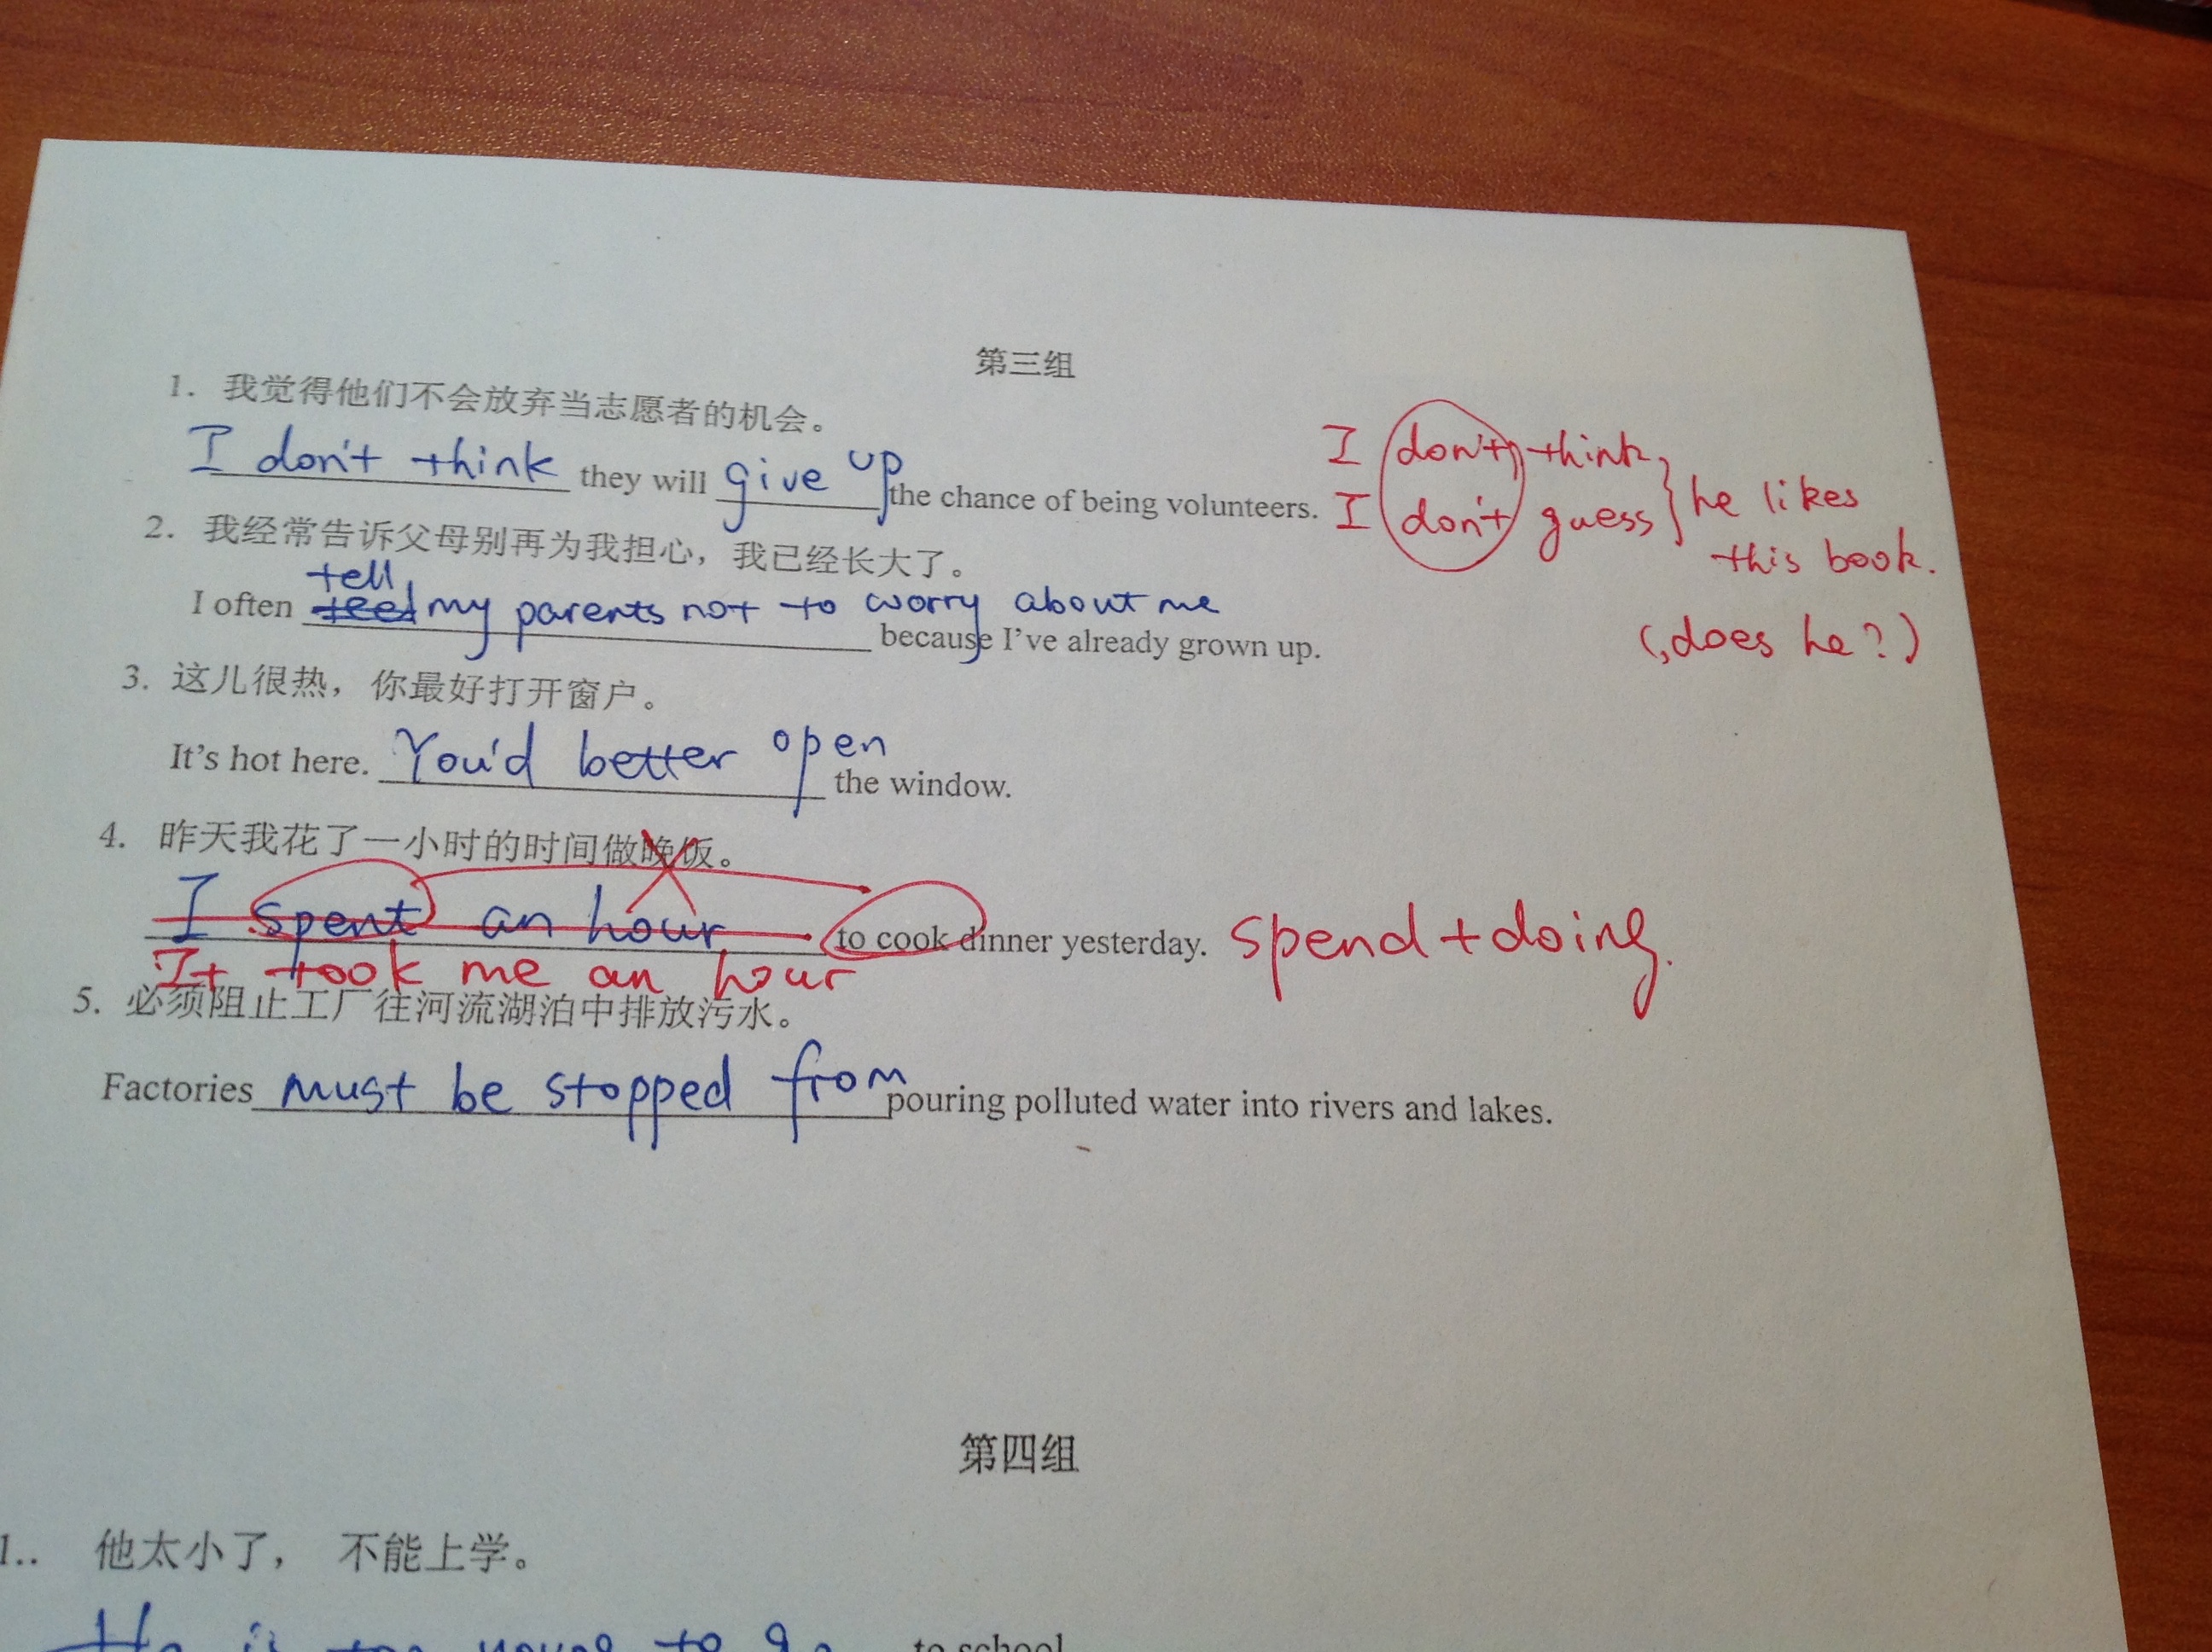 第三组
1. 我觉得他们不会放弃当志愿者的机会。
I don't think they will give up the chance of being volunteers.
I don't think
I don't guess
he likes
this book.
(, does he?)
2. 我经常告诉父母别再为我担心，我已经长大了。
tell
I often my parents not to worry about me because I've already grown up.
3. 这儿很热，你最好打开窗户。
It's hot here. You'd better open the window.
4. 昨天我花了一小时的时间做晚饭。
I spent an hour to cook dinner yesterday. spend+doing.
It took me an hour
5. 必须阻止工厂往河流湖泊中排放污水。
Factories must be stopped from pouring polluted water into rivers and lakes.
第四组
1.. 他太小了， 不能上学。
He is too young to go to school